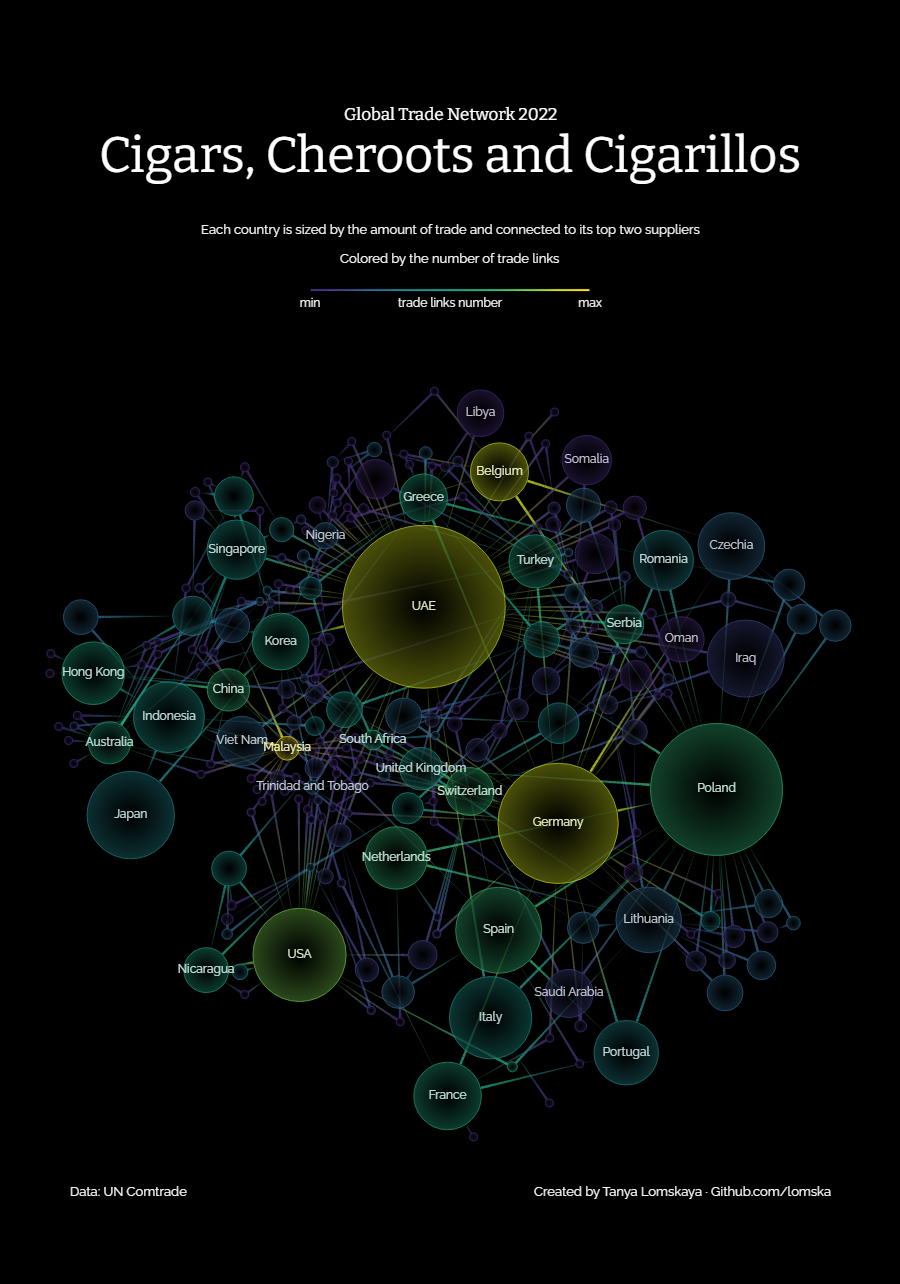 Global Trade Network 2022
Cigars, Cheroots and Cigarillos
Each country is sized by the amount of trade and connected to its top two suppliers
Colored by the number of trade links
min trade links number max
Libya
Somalia
Belgium
Greece
Nigeria
Singapore
Turkey
Romania
Czechia
UAE
Serbia
Oman
Korea
Iraq
Hong Kong
China
Indonesia
Viet Nam
Malaysia
South Africa
Australia
United Kingdom
Trinidad and Tobago
Switzerland
Poland
Japan
Germany
Netherlands
Lithuania
Spain
USA
Nicaragua
Saudi Arabia
Italy
Portugal
France
Data: UN Comtrade
Created by Tanya Lomskaya · Github.com/lomska